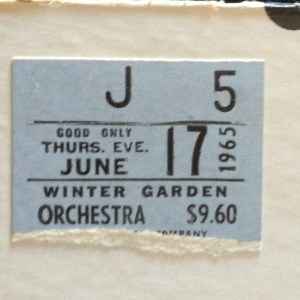 J 5
GOOD ONLY
THURS. EVE.
JUNE 17 1965
WINTER GARDEN
ORCHESTRA $9.60
COMPANY